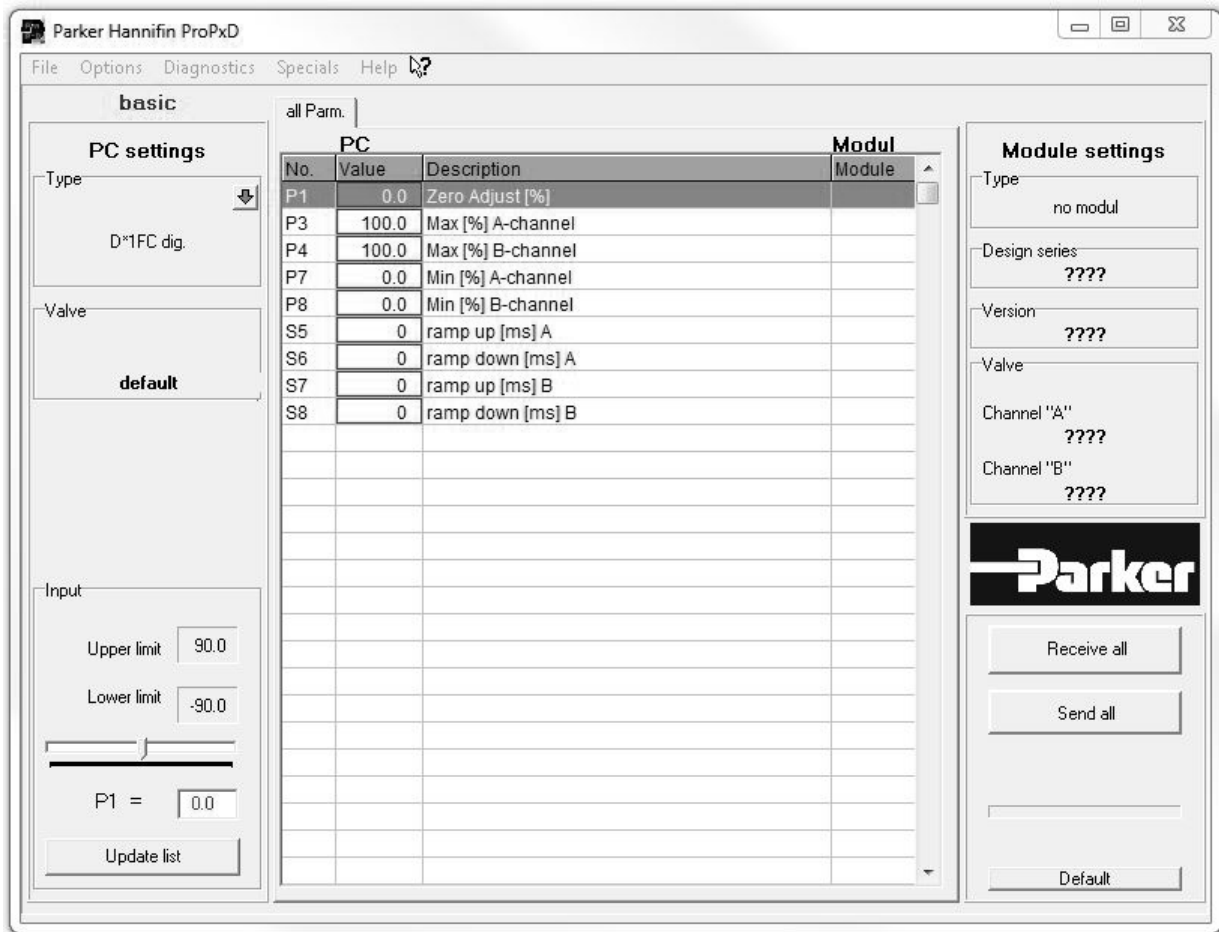 Parker Hannifin ProPxD
File Options Diagnostics Specials Help ?
basic
PC settings
Type
D*1FC dig.
Valve
default
Input
Upper limit 90.0
Lower limit -90.0
P1 = 0.0
Update list
all Parm.
PC Modul
No. Value Description Module
P1 0.0 Zero Adjust [%]
P3 100.0 Max [%] A-channel
P4 100.0 Max [%] B-channel
P7 0.0 Min [%] A-channel
P8 0.0 Min [%] B-channel
S5 0 ramp up [ms] A
S6 0 ramp down [ms] A
S7 0 ramp up [ms] B
S8 0 ramp down [ms] B
Module settings
Type
no modul
Design series
????
Version
????
Valve
Channel "A"
????
Channel "B"
????
Parker
Receive all
Send all
Default